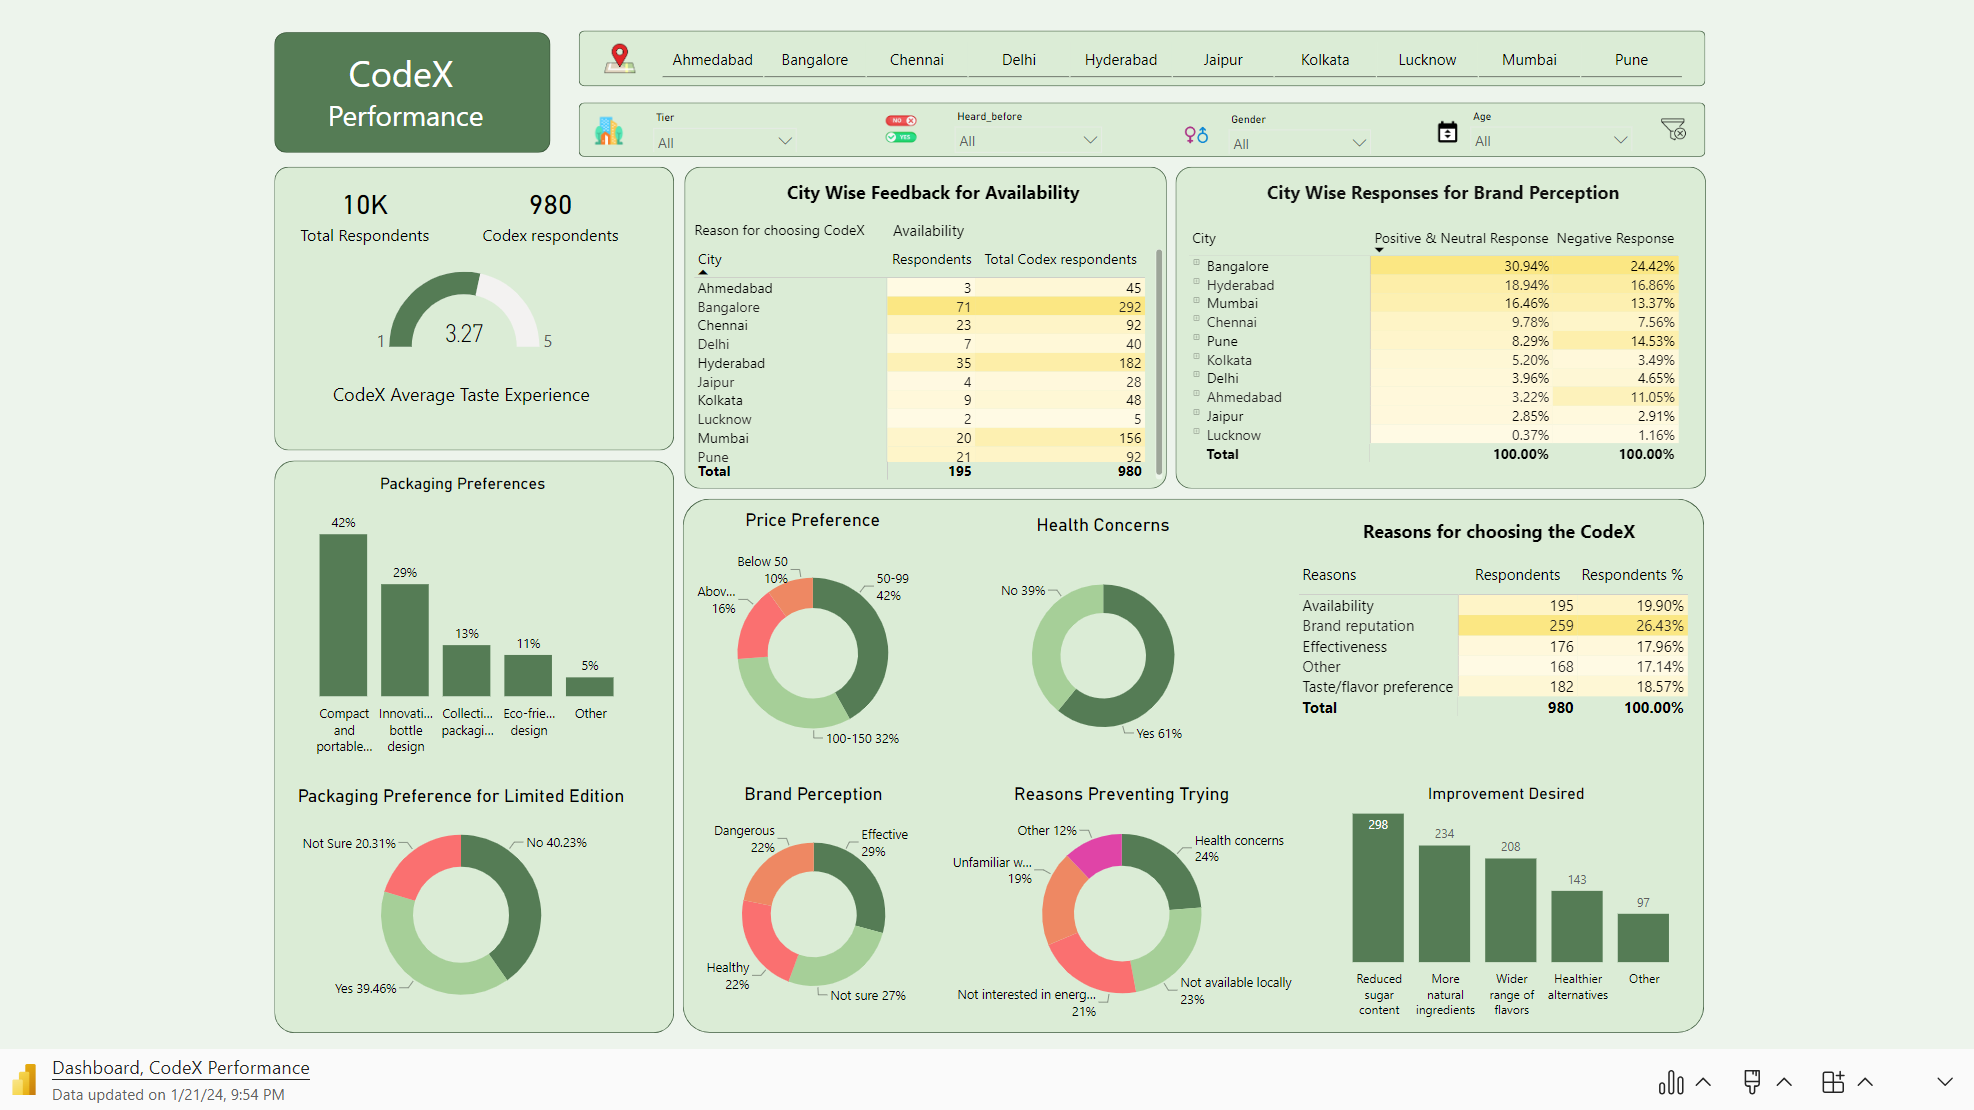 CodeX
Performance
Ahmedabad Bangalore Chennai Delhi Hyderabad Jaipur Kolkata Lucknow Mumbai Pune
Tier
All
NO
YES
Heard_before
All
Gender
All
Age
All
10K
Total Respondents
980
Codex respondents
1
3.27
5
CodeX Average Taste Experience
City Wise Feedback for Availability
Reason for choosing CodeX Availability
City Respondents Total Codex respondents
Ahmedabad 3 45
Bangalore 71 292
Chennai 23 92
Delhi 7 40
Hyderabad 35 182
Jaipur 4 28
Kolkata 9 48
Lucknow 2 5
Mumbai 20 156
Pune 21 92
Total 195 980
City Wise Responses for Brand Perception
City Positive & Neutral Response Negative Response
Bangalore 30.94% 24.42%
Hyderabad 18.94% 16.86%
Mumbai 16.46% 13.37%
Chennai 9.78% 7.56%
Pune 8.29% 14.53%
Kolkata 5.20% 3.49%
Delhi 3.96% 4.65%
Ahmedabad 3.22% 11.05%
Jaipur 2.85% 2.91%
Lucknow 0.37% 1.16%
Total 100.00% 100.00%
Packaging Preferences
42%
29%
13%
11%
5%
Compact
and
portable...
Innovati...
bottle
design
Collecti...
packagi...
Eco-frie...
design
Other
Packaging Preference for Limited Edition
Not Sure 20.31%
No 40.23%
Yes 39.46%
Price Preference
Below 50
10%
50-99
42%
Abov...
16%
100-150 32%
Health Concerns
No 39%
Yes 61%
Reasons for choosing the CodeX
Reasons Respondents Respondents %
Availability 195 19.90%
Brand reputation 259 26.43%
Effectiveness 176 17.96%
Other 168 17.14%
Taste/flavor preference 182 18.57%
Total 980 100.00%
Brand Perception
Dangerous
22%
Effective
29%
Healthy
22%
Not sure 27%
Reasons Preventing Trying
Other 12%
Health concerns
24%
Unfamiliar w...
19%
Not available locally
23%
Not interested in energ...
21%
Improvement Desired
298
234
208
143
97
Reduced
sugar
content
More
natural
ingredients
Wider
range of
flavors
Healthier
alternatives
Other
Dashboard, CodeX Performance
Data updated on 1/21/24, 9:54 PM